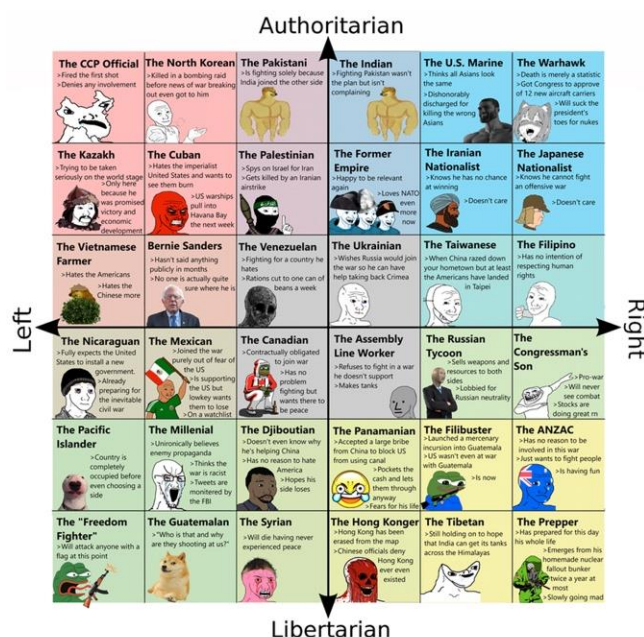 Authoritarian
The CCP Official
>Fired the first shot
>Denies any involvement
The North Korean
>Killed in a bombing raid
before news of war breaking
out even got to him
The Pakistani
>Is fighting solely because
India joined the other side
The Indian
>Fighting Pakistan wasn't
the plan but isn't
complaining
The U.S. Marine
>Thinks all Asians look
the same
>Dishonorably
discharged for
killing the wrong
Asians
The Warhawk
>Death is merely a statistic
>Got Congress to approve
of 12 new aircraft carriers
>Will suck the
president's
toes for nukes
The Kazakh
>Trying to be taken
seriously on the world stage
>Only here
because he
was promised
victory and
economic
development
The Cuban
>Hates the imperialist
United States and wants to
see them burn
>US warships
pull into
Havana Bay
the next week
The Palestinian
>Spys on Israel for Iran
>Gets killed by an Iranian
airstrike
The Former
Empire
>Happy to be relevant
again
>Loves NATO
even
more
now
The Iranian
Nationalist
>Knows he has no chance
at winning
>Doesn't care
The Japanese
Nationalist
>Knows he cannot fight
an offensive war
>Doesn't care
The Vietnamese
Farmer
>Hates the Americans
>Hates the
Chinese more
Bernie Sanders
>Hasn't said anything
publicly in months
>No one is actually quite
sure where he is
The Venezuelan
>Fighting for a country
he hates
>Rations cut to one can of
beans a week
The Ukrainian
>Wishes Russia would join
the war so he can have
help taking back Crimea
The Taiwanese
>When China razed down
your hometown but at least
the Americans have landed
in Taipei
The Filipino
>Has no intention of
respecting human
rights
Left
Right
The Nicaraguan
>Fully expects the United
States to install a new
government.
>Already
preparing for
the inevitable
civil war
The Mexican
>Joined the war
purely out of fear of
the US
>Is supporting
the US but
lowkey wants
them to lose
>On a watchlist
The Canadian
>Contractually obligated
to join war
>Has no
problem
fighting but
wants there to
be peace
The Assembly
Line Worker
>Refuses to fight in a war
he doesn't support
>Makes tanks
The Russian
Tycoon
>Sells weapons and
resources to both
sides
>Lobbied for
Russian neutrality
The
Congressman's
Son
>Pro-war
>Will never
see combat
>Stocks are
doing great rn
The Pacific
Islander
>Country is
completely
occupied before
even choosing a
side
The Millenial
>Unironically believes
enemy propaganda
>Thinks the
war is racist
>Tweets are
monitered by
the FBI
The Djiboutian
>Doesn't even know why
he's helping China
>Has no reason to hate
America
>Hopes his
side loses
The Panamanian
>Accepted a large bribe
from China to block US
from using canal
>Pockets the
cash and lets
them through
anyway
>Fears for his life
The Filibuster
>Launched a mercenary
incursion into Guatemala
>US wasn't even at war
with Guatemala
>Is now
The ANZAC
>Has no reason to be
involved in this war
>Just wants to fight people
>Is having fun
The "Freedom
Fighter"
>Will attack anyone with a
flag at this point
The Guatemalan
>"Who is that and why
are they shooting at us?"
The Syrian
>Will die having never
experienced peace
The Hong Konger
>Hong Kong has been
erased from the map
>Chinese officials deny
Hong Kong
ever even
existed
The Tibetan
>Still holding on to hope
that India can get its tanks
across the Himalayas
The Prepper
>Has prepared for this day
his whole life
>Emerges from his
homemade nuclear
fallout bunker
twice a year at
most
>Slowly going mad
Libertarian